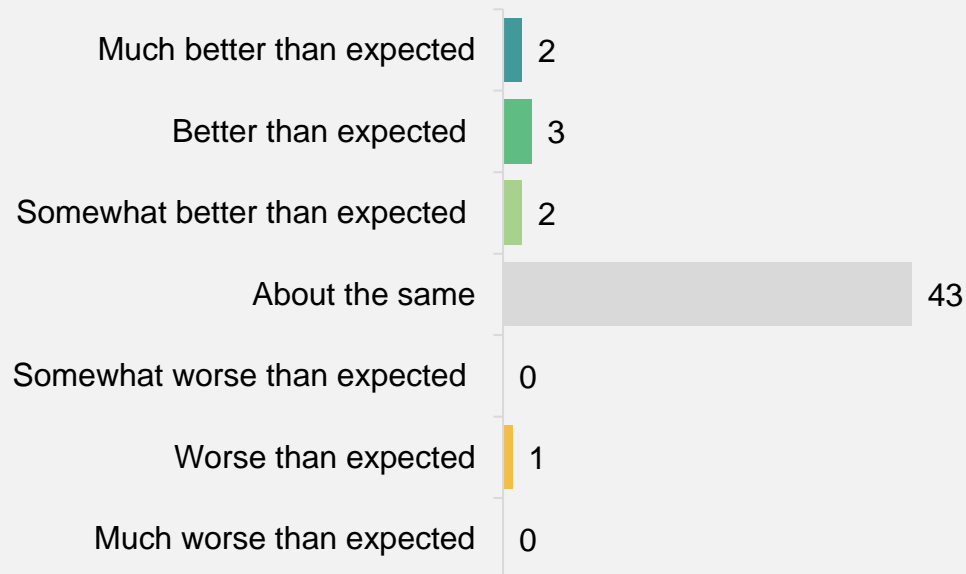 Much better than expected 2
Better than expected 3
Somewhat better than expected 2
About the same 43
Somewhat worse than expected 0
Worse than expected 1
Much worse than expected 0